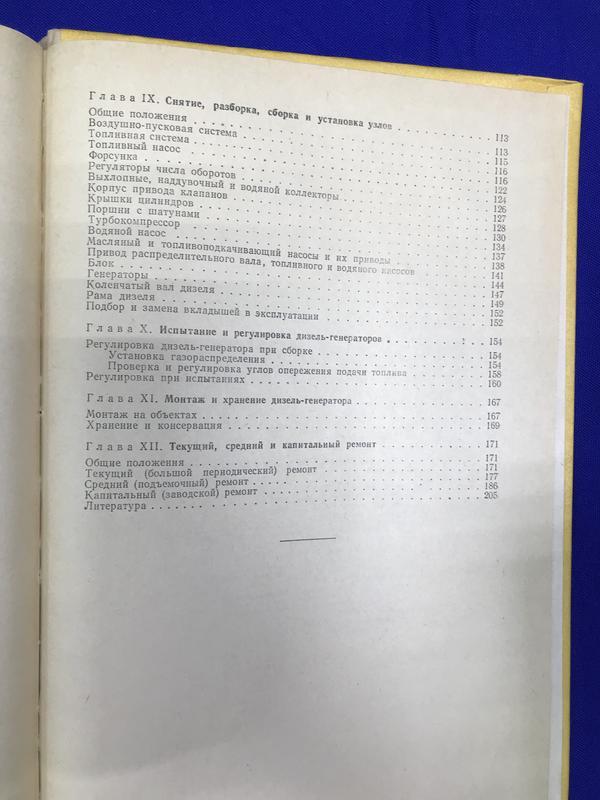 Глава IX. Снятие, разборка, сборка и установка узлов . . . . . . . . . . 113
Общие положения . . . . . . . . . . 113
Воздушно-пусковая система . . . . . . . . . . 115
Топливная система . . . . . . . . . . 116
Топливный насос . . . . . . . . . . 116
Форсунка . . . . . . . . . . 122
Регуляторы числа оборотов . . . . . . . . . . 124
Выхлопные, наддувочный и водяной коллекторы . . . . . . . . . . 126
Корпус привода клапанов . . . . . . . . . . 127
Крышки цилиндров . . . . . . . . . . 128
Поршни с шатунами . . . . . . . . . . 130
Турбокомпрессор . . . . . . . . . . 134
Водяной насос . . . . . . . . . . 137
Масляный и топливоподкачивающий насосы и их приводы . . . . . . . . . . 138
Привод распределительного вала, топливного и водяного насосов . . . . . . 141
Блок . . . . . . . . . . 144
Генераторы . . . . . . . . . . 147
Коленчатый вал дизеля . . . . . . . . . . 149
Рама дизеля . . . . . . . . . . 152
Подбор и замена вкладышей в эксплуатации . . . . . . . . . . 152
Глава X. Испытание и регулировка дизель-генераторов . . . . . . . . 154
Регулировка дизель-генератора при сборке . . . . . . . . . . 154
Установка газораспределения . . . . . . . . . . 154
Проверка и регулировка углов опережения подачи топлива . . . . . . 158
Регулировка при испытаниях . . . . . . . . . . 160
Глава XI. Монтаж и хранение дизель-генератора . . . . . . . . . . 167
Монтаж на объектах . . . . . . . . . . 167
Хранение и консервация . . . . . . . . . . 169
Глава XII. Текущий, средний и капитальный ремонт . . . . . . . . . . 171
Общие положения . . . . . . . . . . 171
Текущий (большой периодический) ремонт . . . . . . . . . . 171
Средний (подъемочный) ремонт . . . . . . . . . . 177
Капитальный (заводской) ремонт . . . . . . . . . . 186
Литература . . . . . . . . . . 205